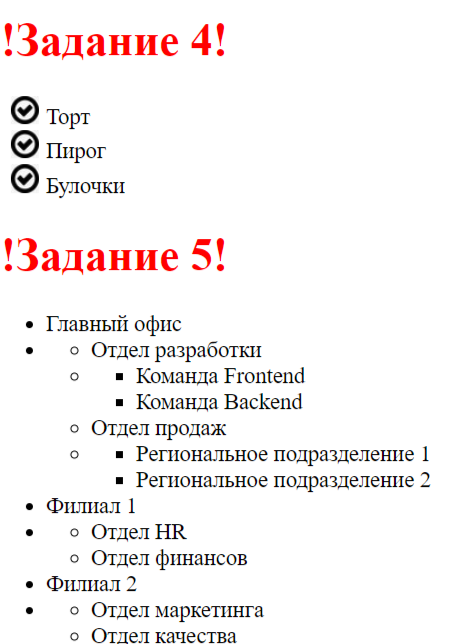 !Задание 4!
Торт
Пирог
Булочки
!Задание 5!
Главный офис
Отдел разработки
Команда Frontend
Команда Backend
Отдел продаж
Региональное подразделение 1
Региональное подразделение 2
Филиал 1
Отдел HR
Отдел финансов
Филиал 2
Отдел маркетинга
Отдел качества